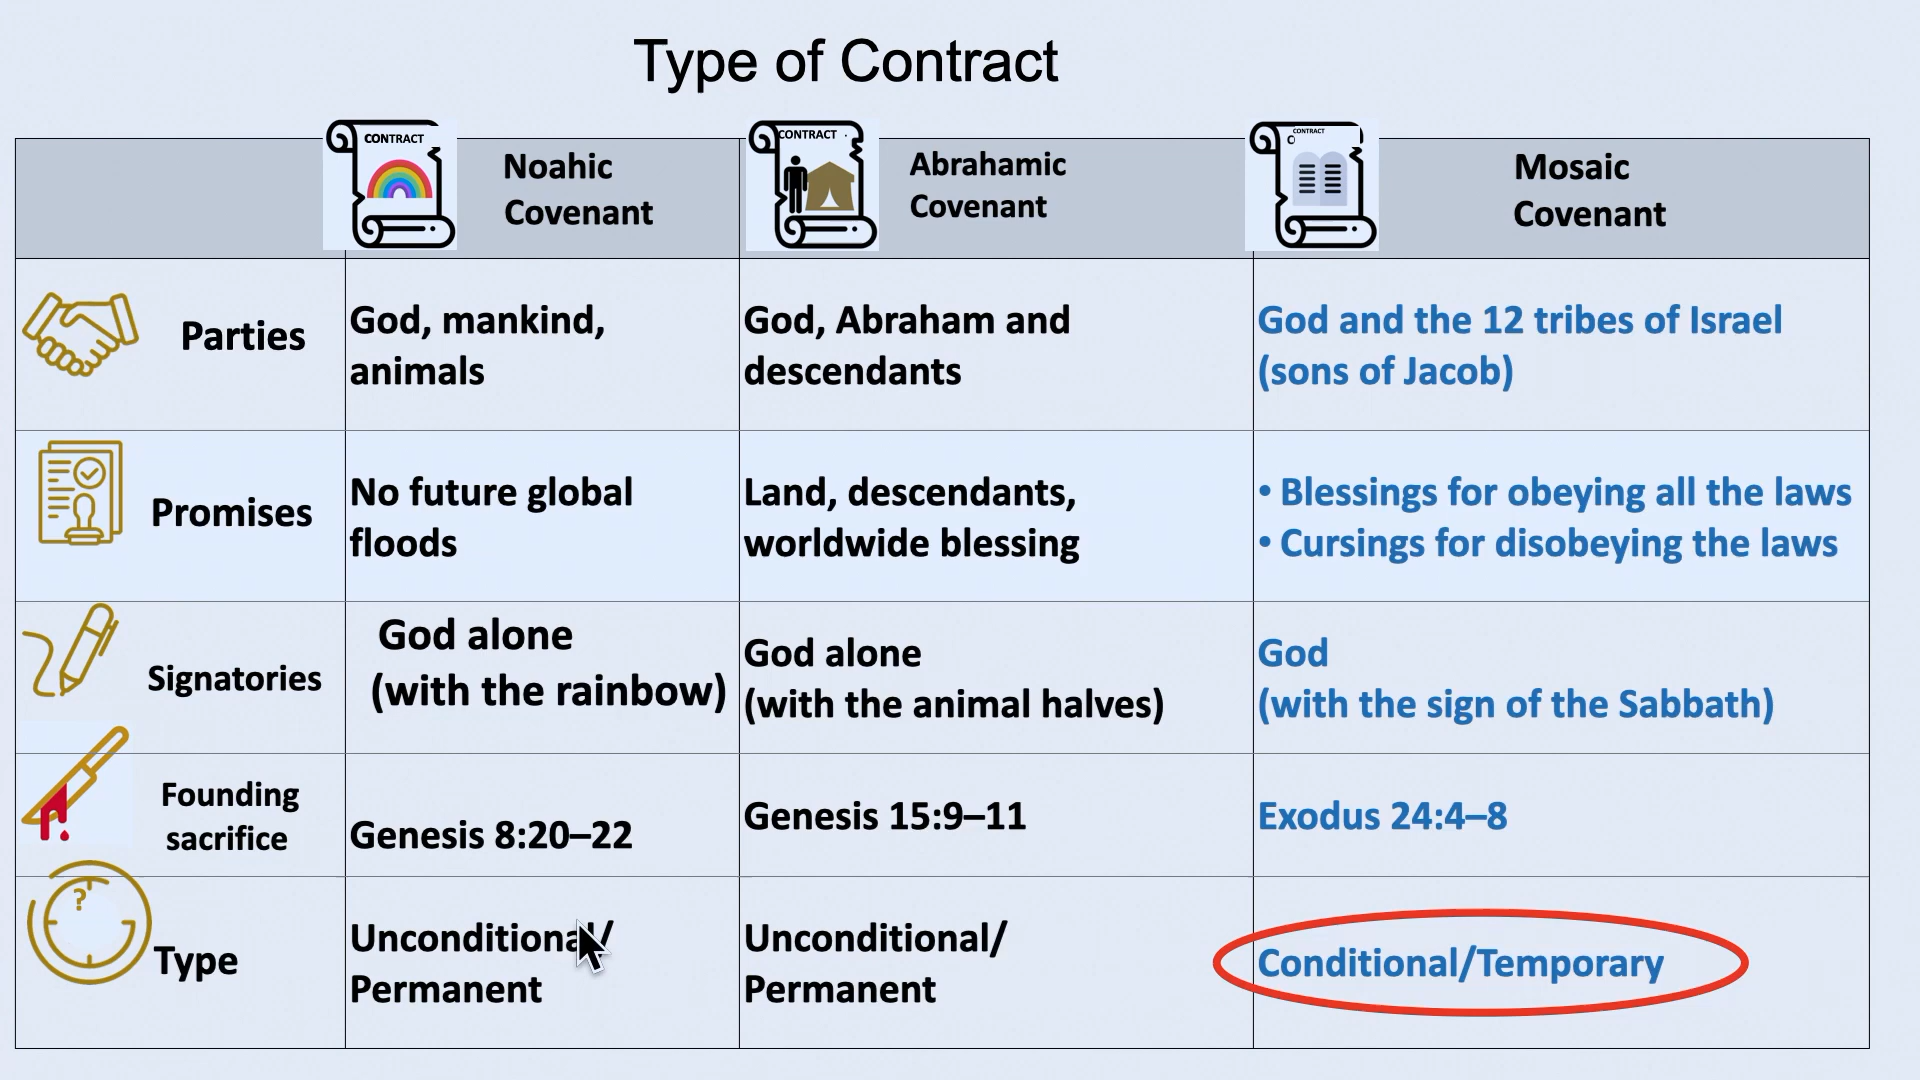 Type of Contract
CONTRACT
Noahic
Covenant
CONTRACT
Abrahamic
Covenant
CONTRACT
Mosaic
Covenant
Parties
God, mankind,
animals
God, Abraham and
descendants
God and the 12 tribes of Israel
(sons of Jacob)
Promises
No future global
floods
Land, descendants,
worldwide blessing
• Blessings for obeying all the laws
• Cursings for disobeying the laws
Signatories
God alone
(with the rainbow)
God alone
(with the animal halves)
God
(with the sign of the Sabbath)
Founding
sacrifice
Genesis 8:20–22
Genesis 15:9–11
Exodus 24:4–8
?
Type
Unconditional/
Permanent
Unconditional/
Permanent
Conditional/Temporary